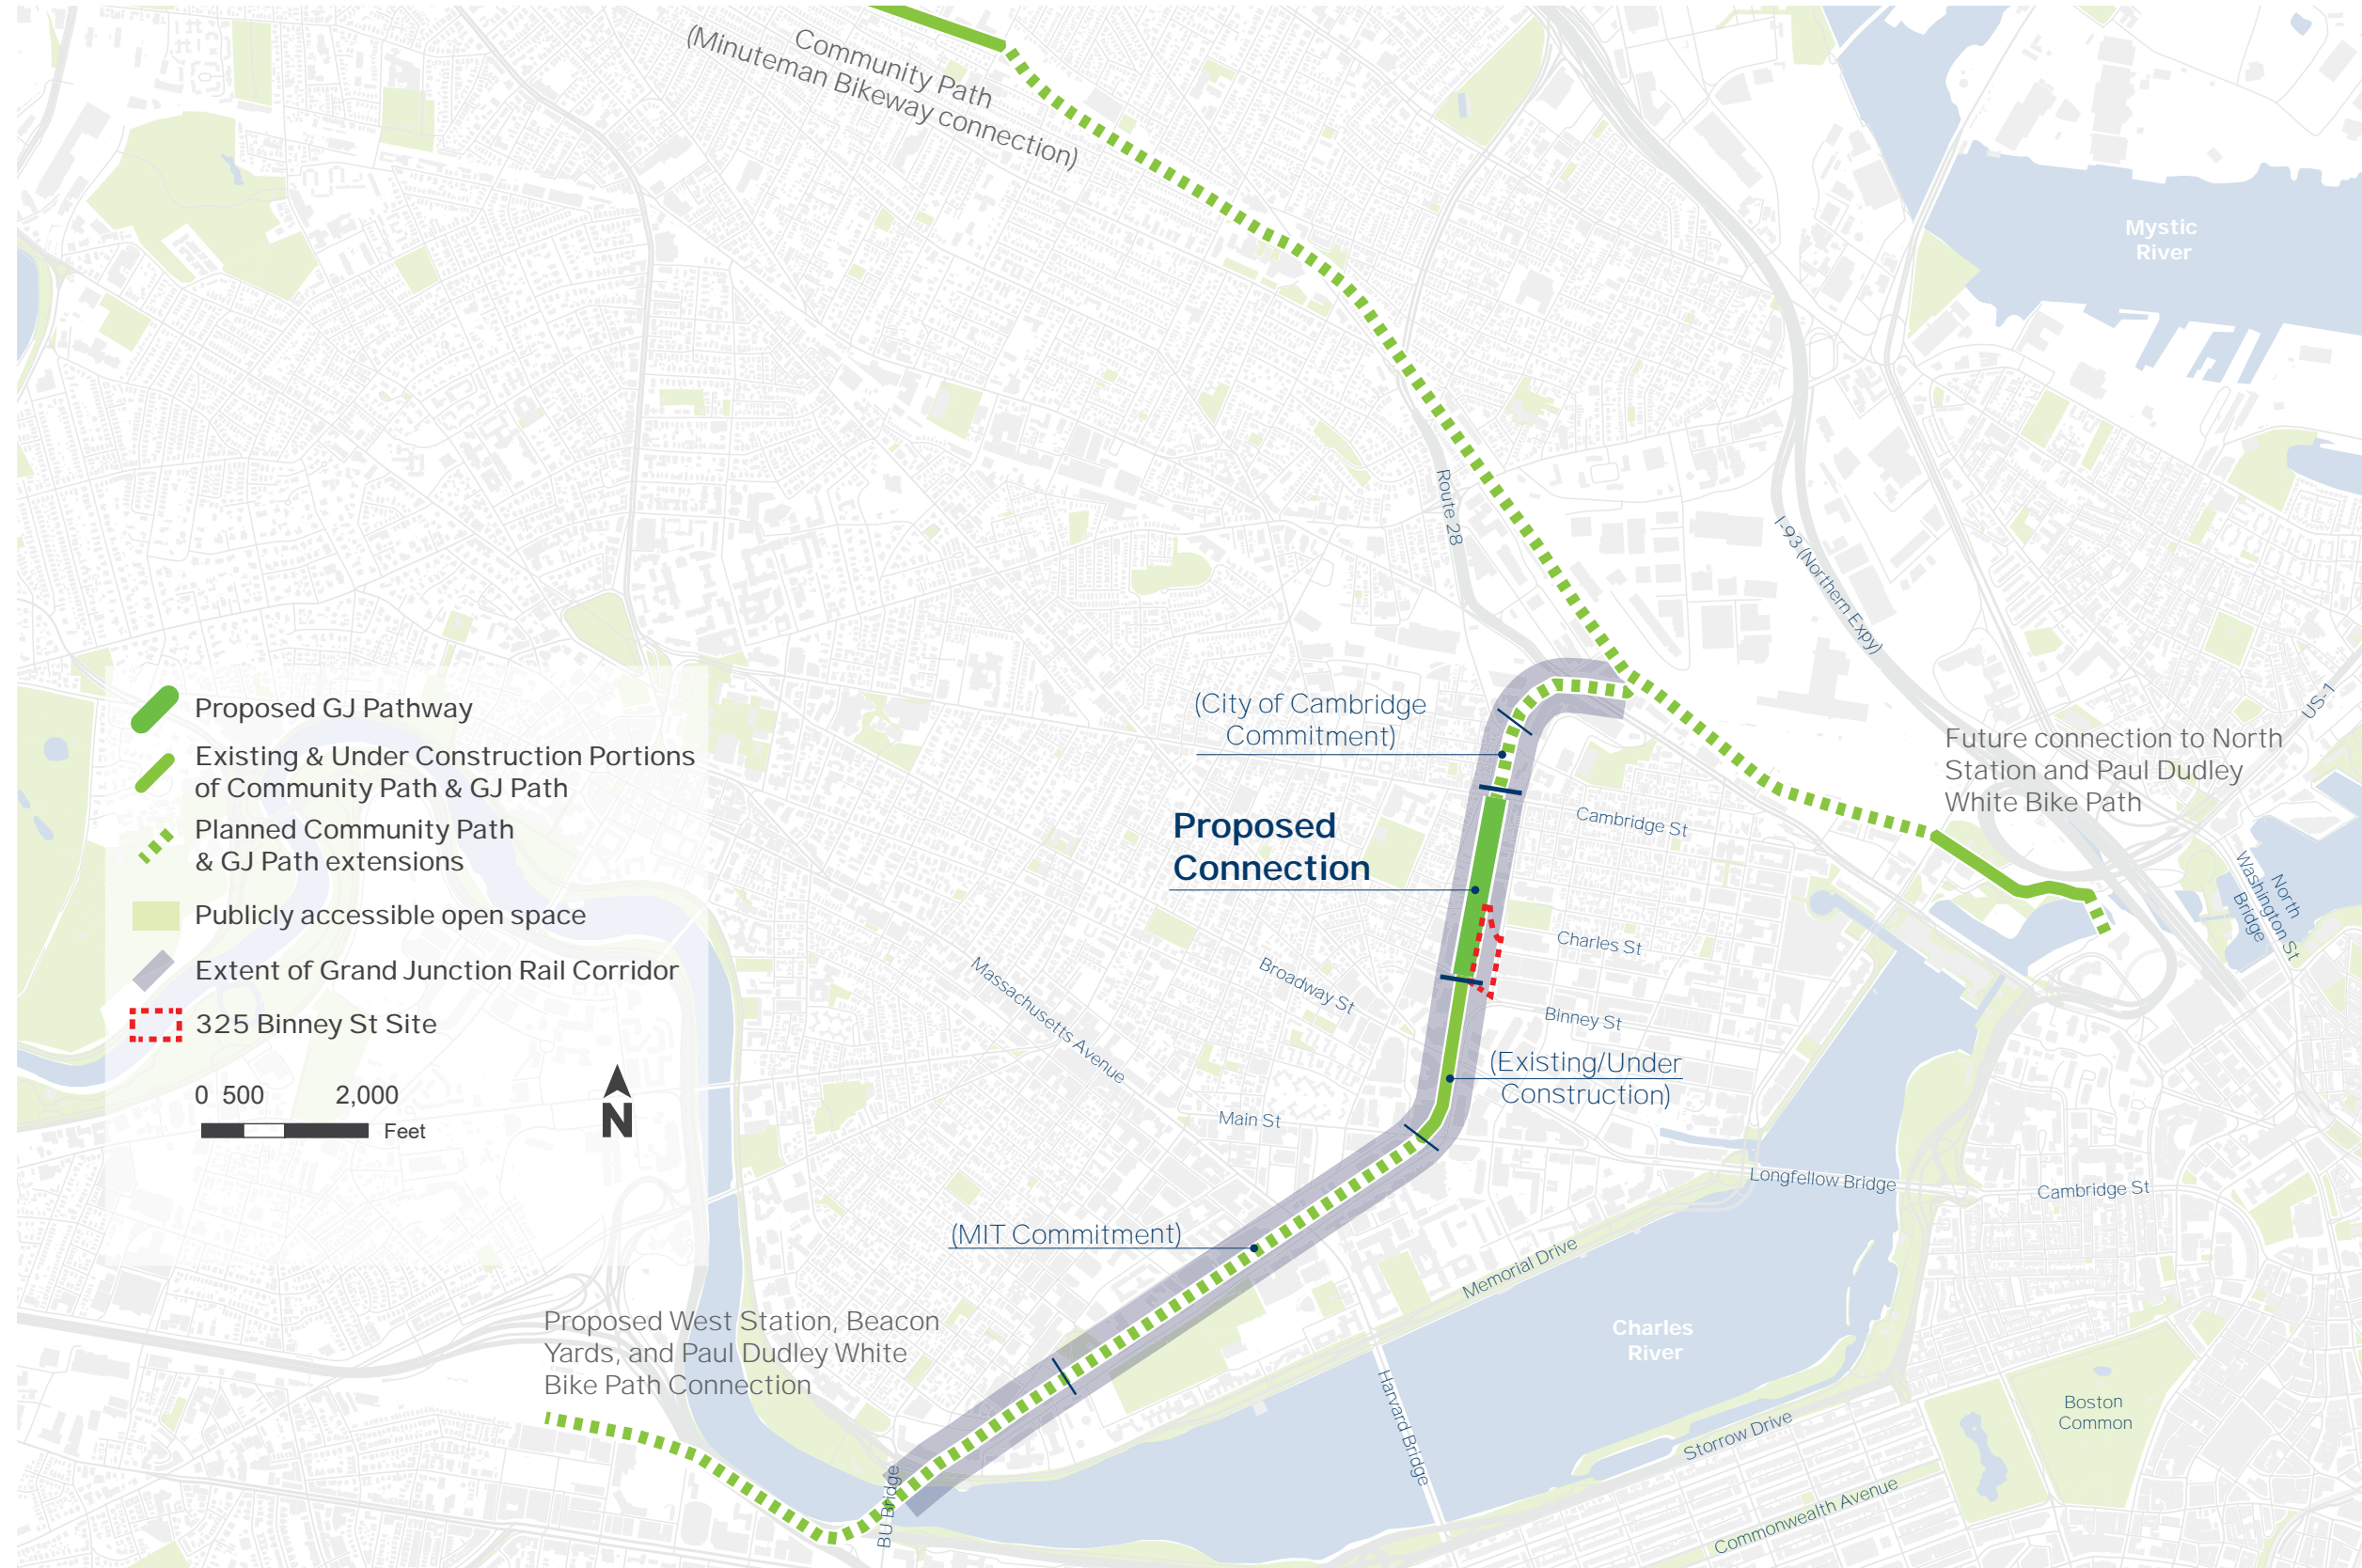 Community Path
(Minuteman Bikeway connection)
Mystic
River
Route 28
I-93 (Northern Expy)
US-1
(City of Cambridge
Commitment)
Proposed
Connection
Cambridge St
Future connection to North
Station and Paul Dudley
White Bike Path
North
Washington St
Bridge
Charles St
Broadway St
Massachusetts Avenue
Binney St
(Existing/Under
Construction)
Main St
Longfellow Bridge
Cambridge St
(MIT Commitment)
Memorial Drive
Charles
River
Proposed West Station, Beacon
Yards, and Paul Dudley White
Bike Path Connection
Harvard Bridge
Boston
Common
Storrow Drive
Commonwealth Avenue
BU Bridge
Proposed GJ Pathway
Existing & Under Construction Portions
of Community Path & GJ Path
Planned Community Path
& GJ Path extensions
Publicly accessible open space
Extent of Grand Junction Rail Corridor
325 Binney St Site
0 500 2,000
Feet
N